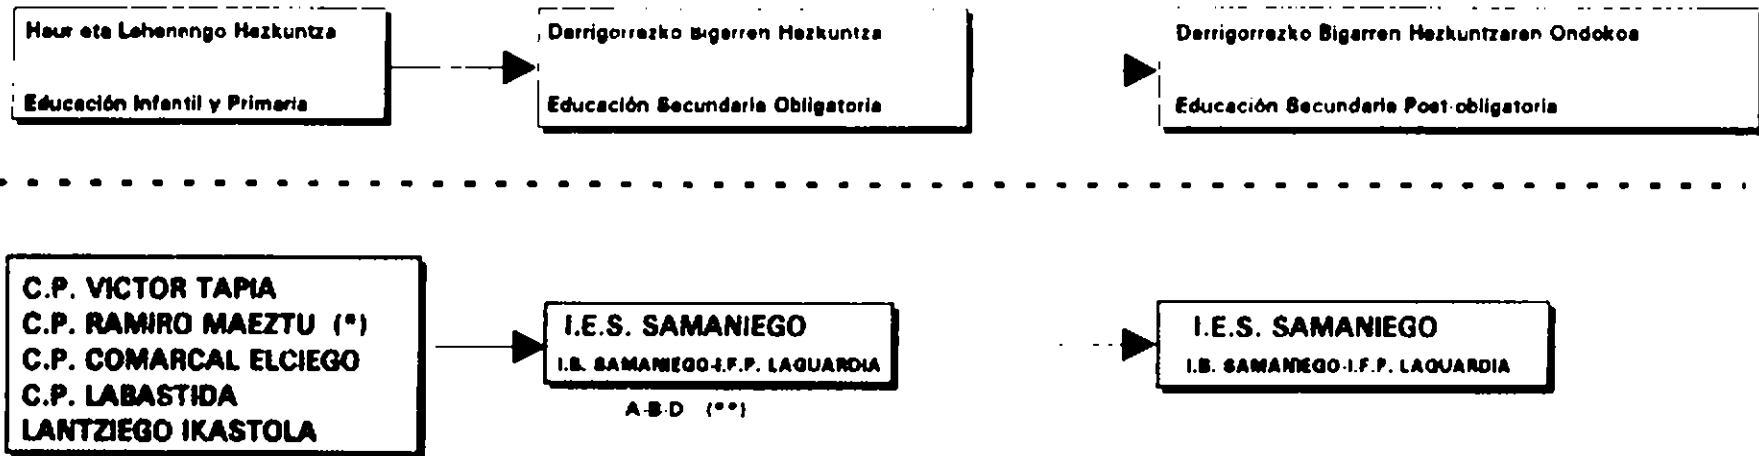 Haur eta Lehenengo Hezkuntza
Educación Infantil y Primaria
Derrigorrezko Bigarren Hezkuntza
Educación Secundaria Obligatoria
Derrigorrezko Bigarren Hezkuntzaren Ondokoa
Educación Secundaria Post-obligatoria
C.P. VICTOR TAPIA
C.P. RAMIRO MAEZTU (*)
C.P. COMARCAL ELCIEGO
C.P. LABASTIDA
LANTZIEGO IKASTOLA
I.E.S. SAMANIEGO
I.B. SAMANIEGO-I.F.P. LAGUARDIA
A-B-D (**)
I.E.S. SAMANIEGO
I.B. SAMANIEGO-I.F.P. LAGUARDIA